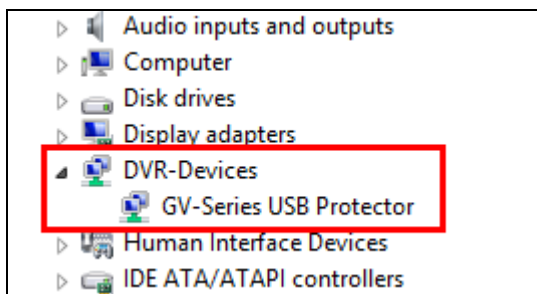 Audio inputs and outputs
Computer
Disk drives
Display adapters
DVR-Devices
GV-Series USB Protector
Human Interface Devices
IDE ATA/ATAPI controllers